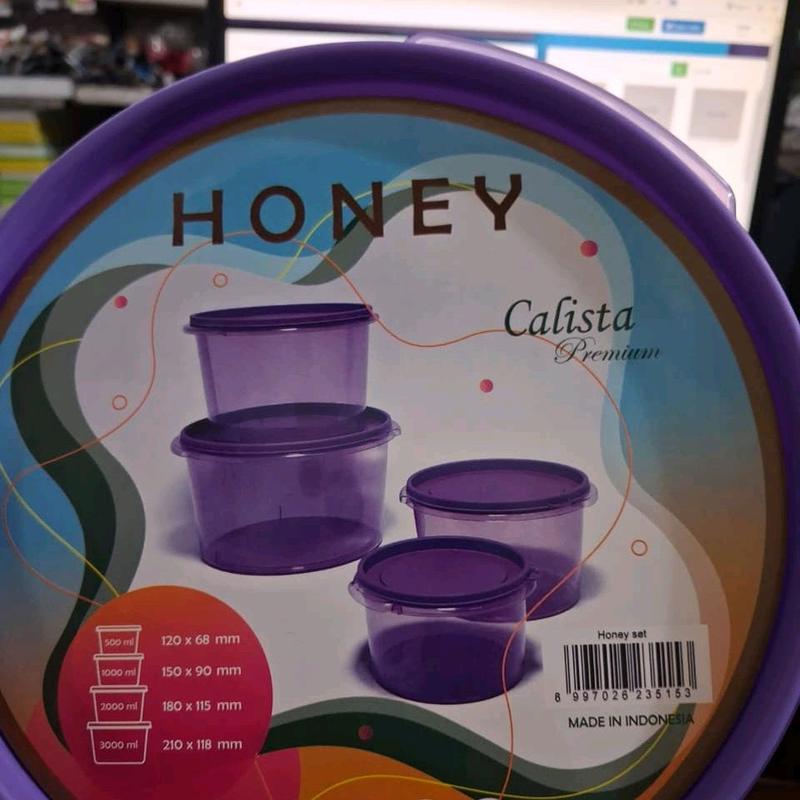 HONEY
Calista
Premium
500 ml 120 x 68 mm
1000 ml 150 x 90 mm
2000 ml 180 x 115 mm
3000 ml 210 x 118 mm
Honey set
8 997026 235153
MADE IN INDONESIA